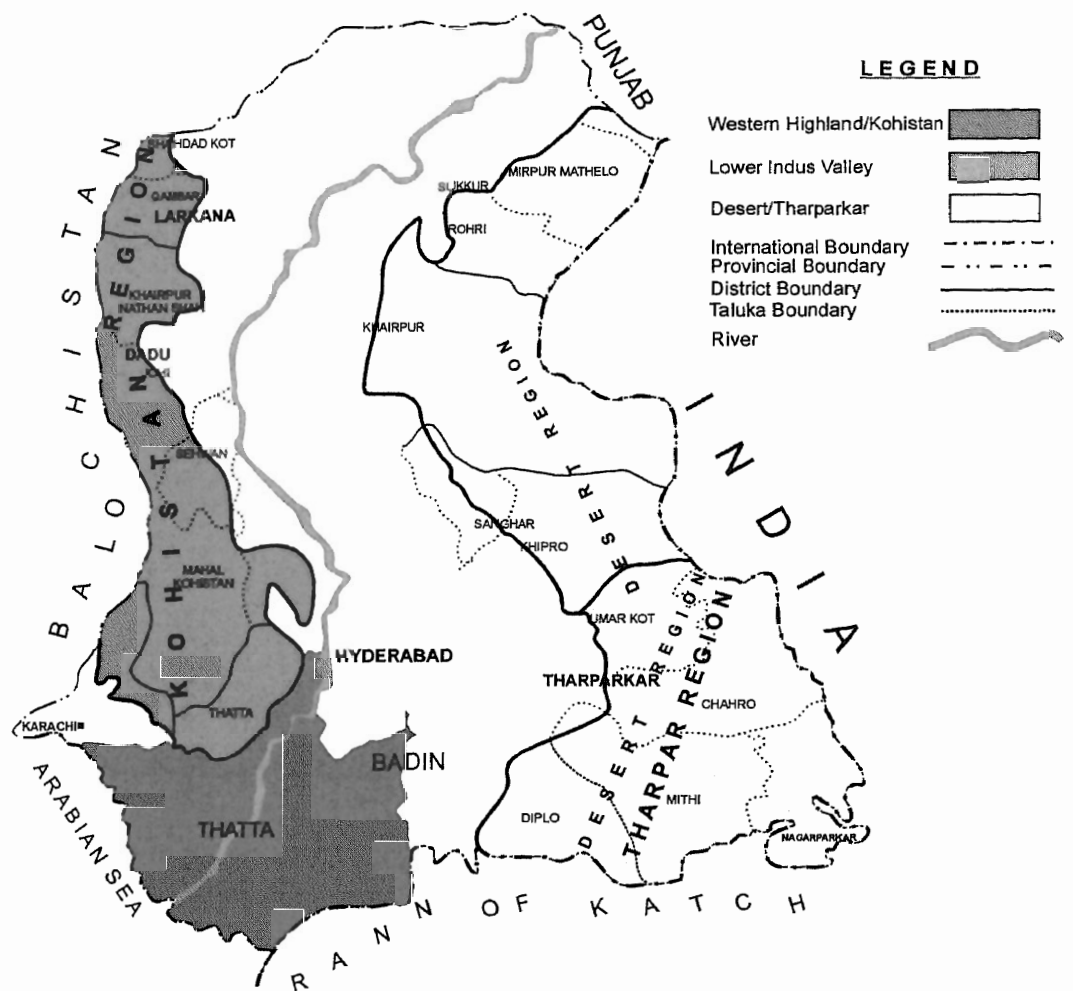 PUNJAB
LEGEND
Western Highland/Kohistan
Lower Indus Valley
Desert/Tharparkar
International Boundary
Provincial Boundary
District Boundary
Taluka Boundary
River
BALOCHISTAN
SHAHDAD KOT
GAMBAR
LARKANA
KHAIRPUR
NATHAN SHAH
DADU
KOHISTAN REGION
SEHWAN
MAHAL
KOHISTAN
THATTA
KARACHI
ARABIAN SEA
THATTA
BADIN
HYDERABAD
SUKKUR
MIRPUR MATHELO
ROHRI
KHAIRPUR
DESERT REGION
SANGHAR
KHIPRO
DESERT REGION
UMAR KOT
THARPARKAR
CHAHRO
DESERT
THARPAR REGION
MITHI
DIPLO
NAGARPARKAR
INDIA
RANN OF KATCH